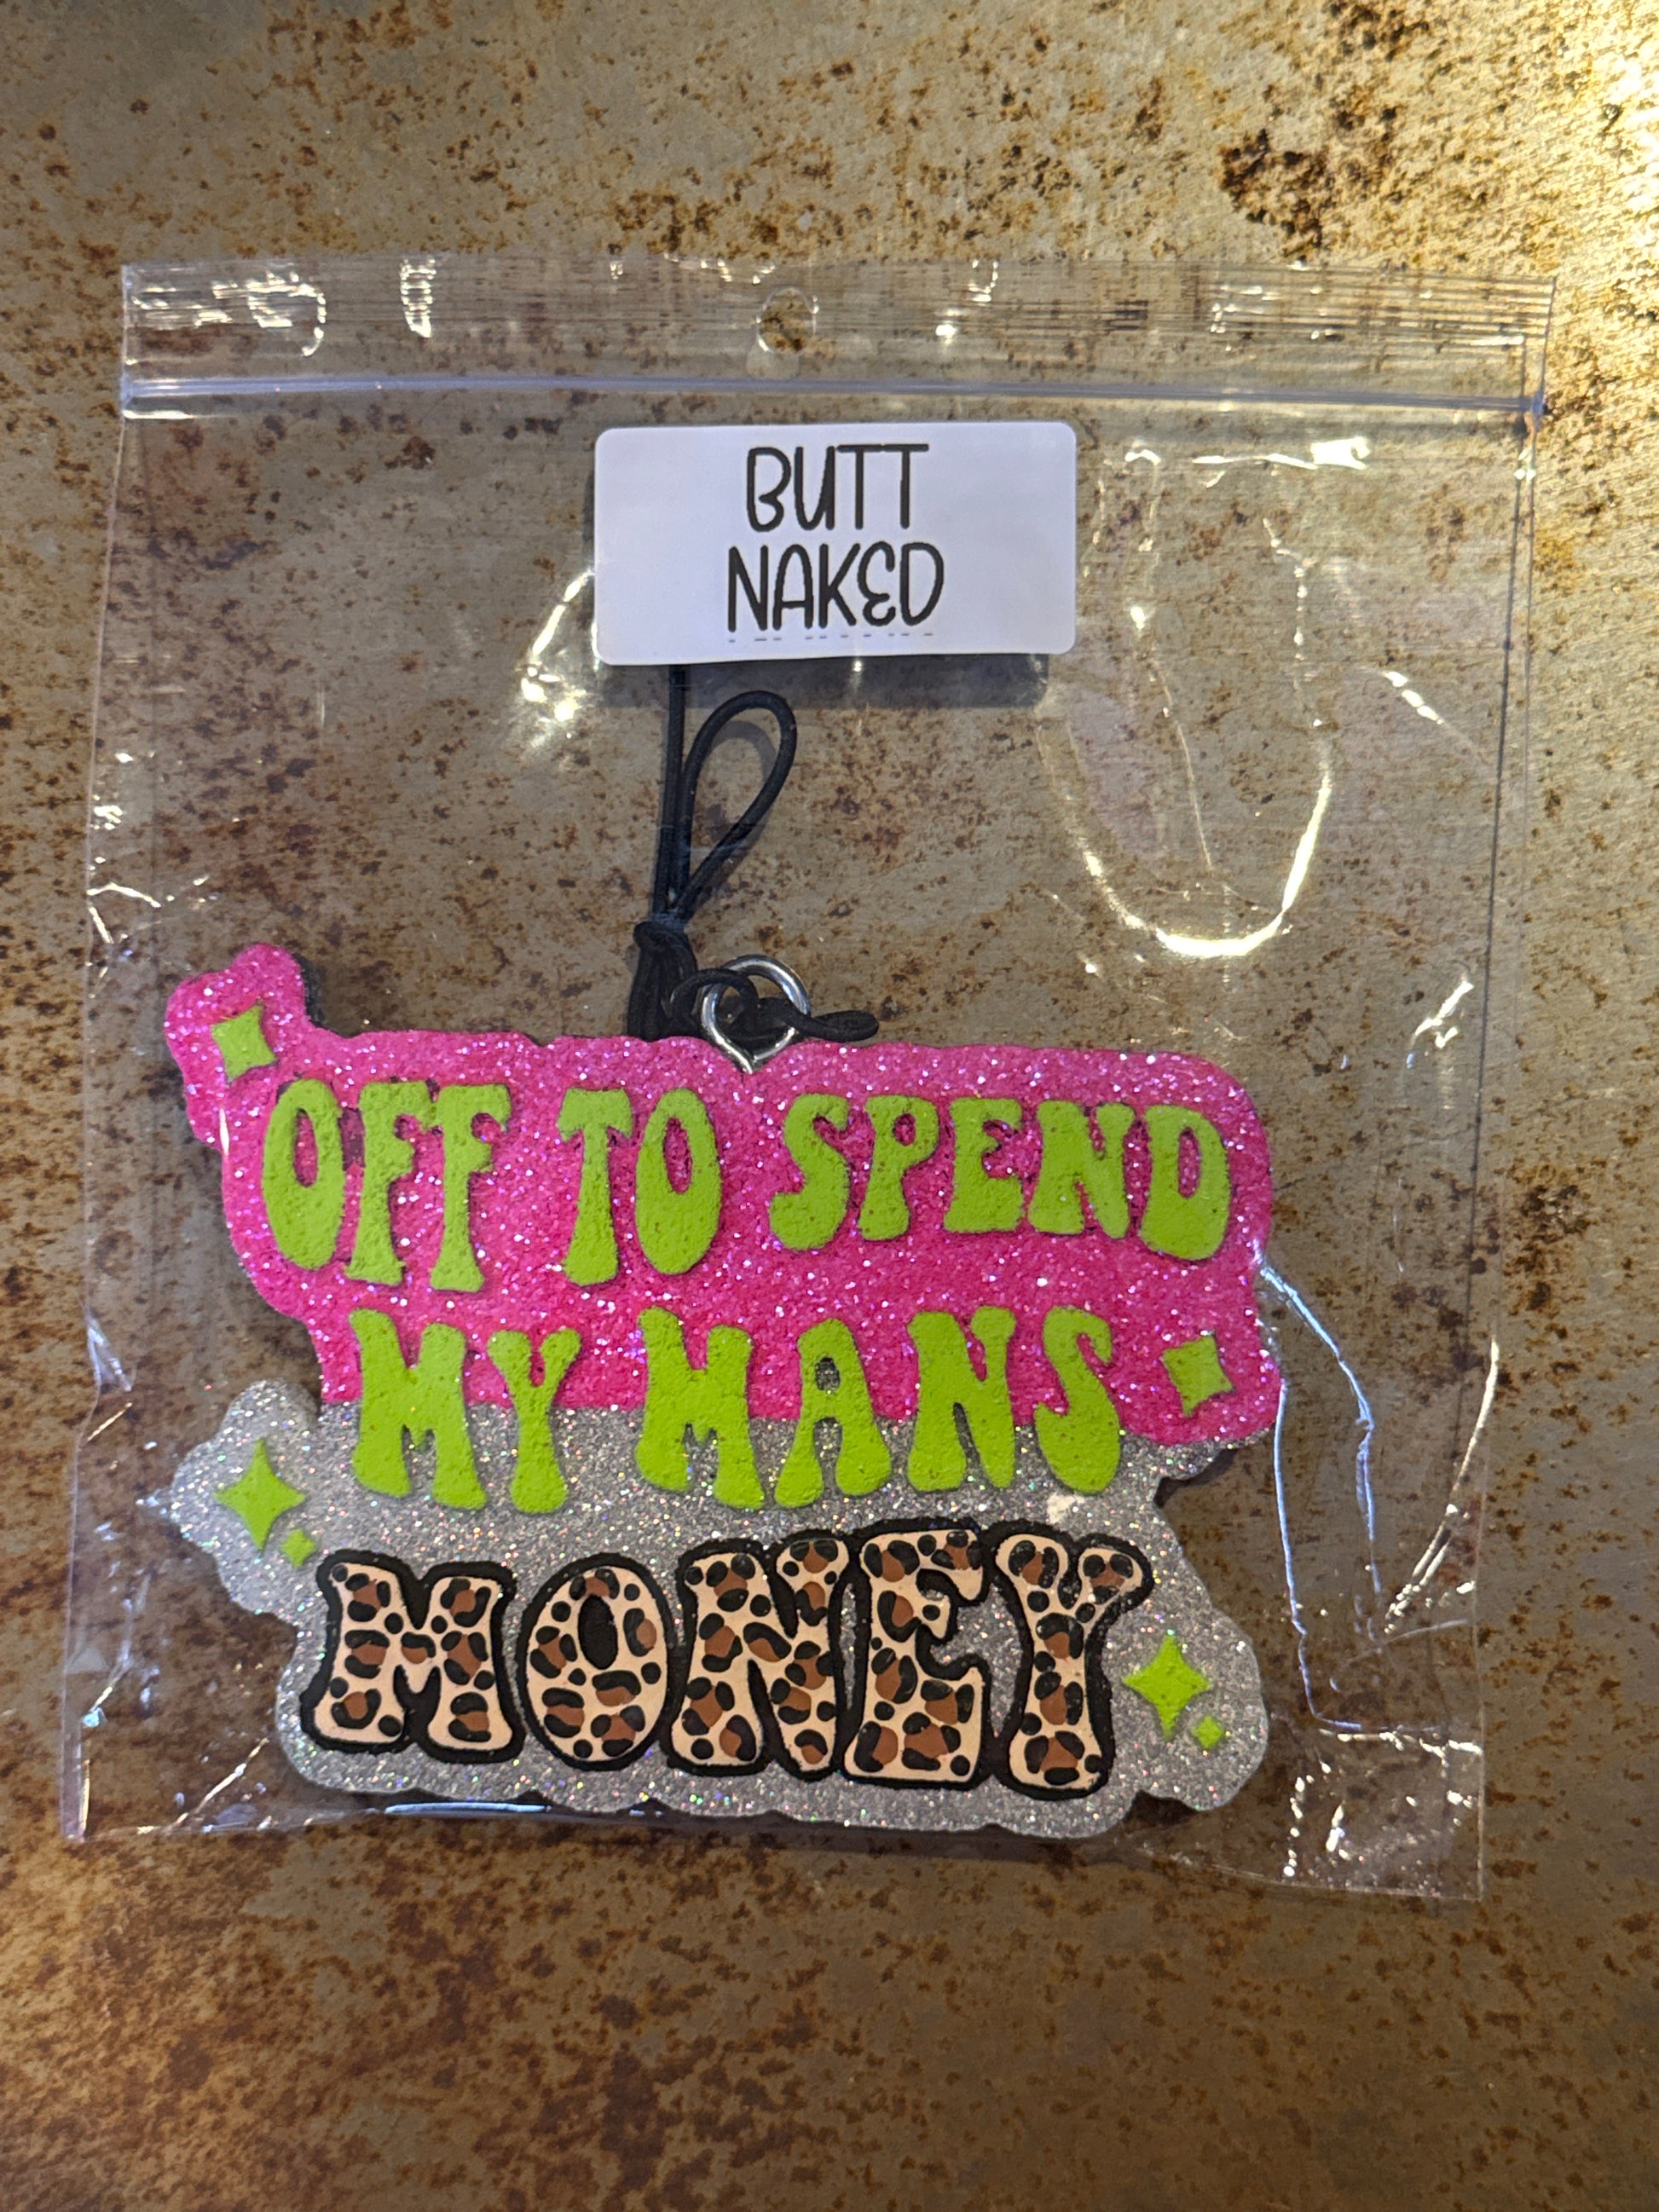 BUTT
NAKED
OFF TO SPEND
MY MANS
MONEY